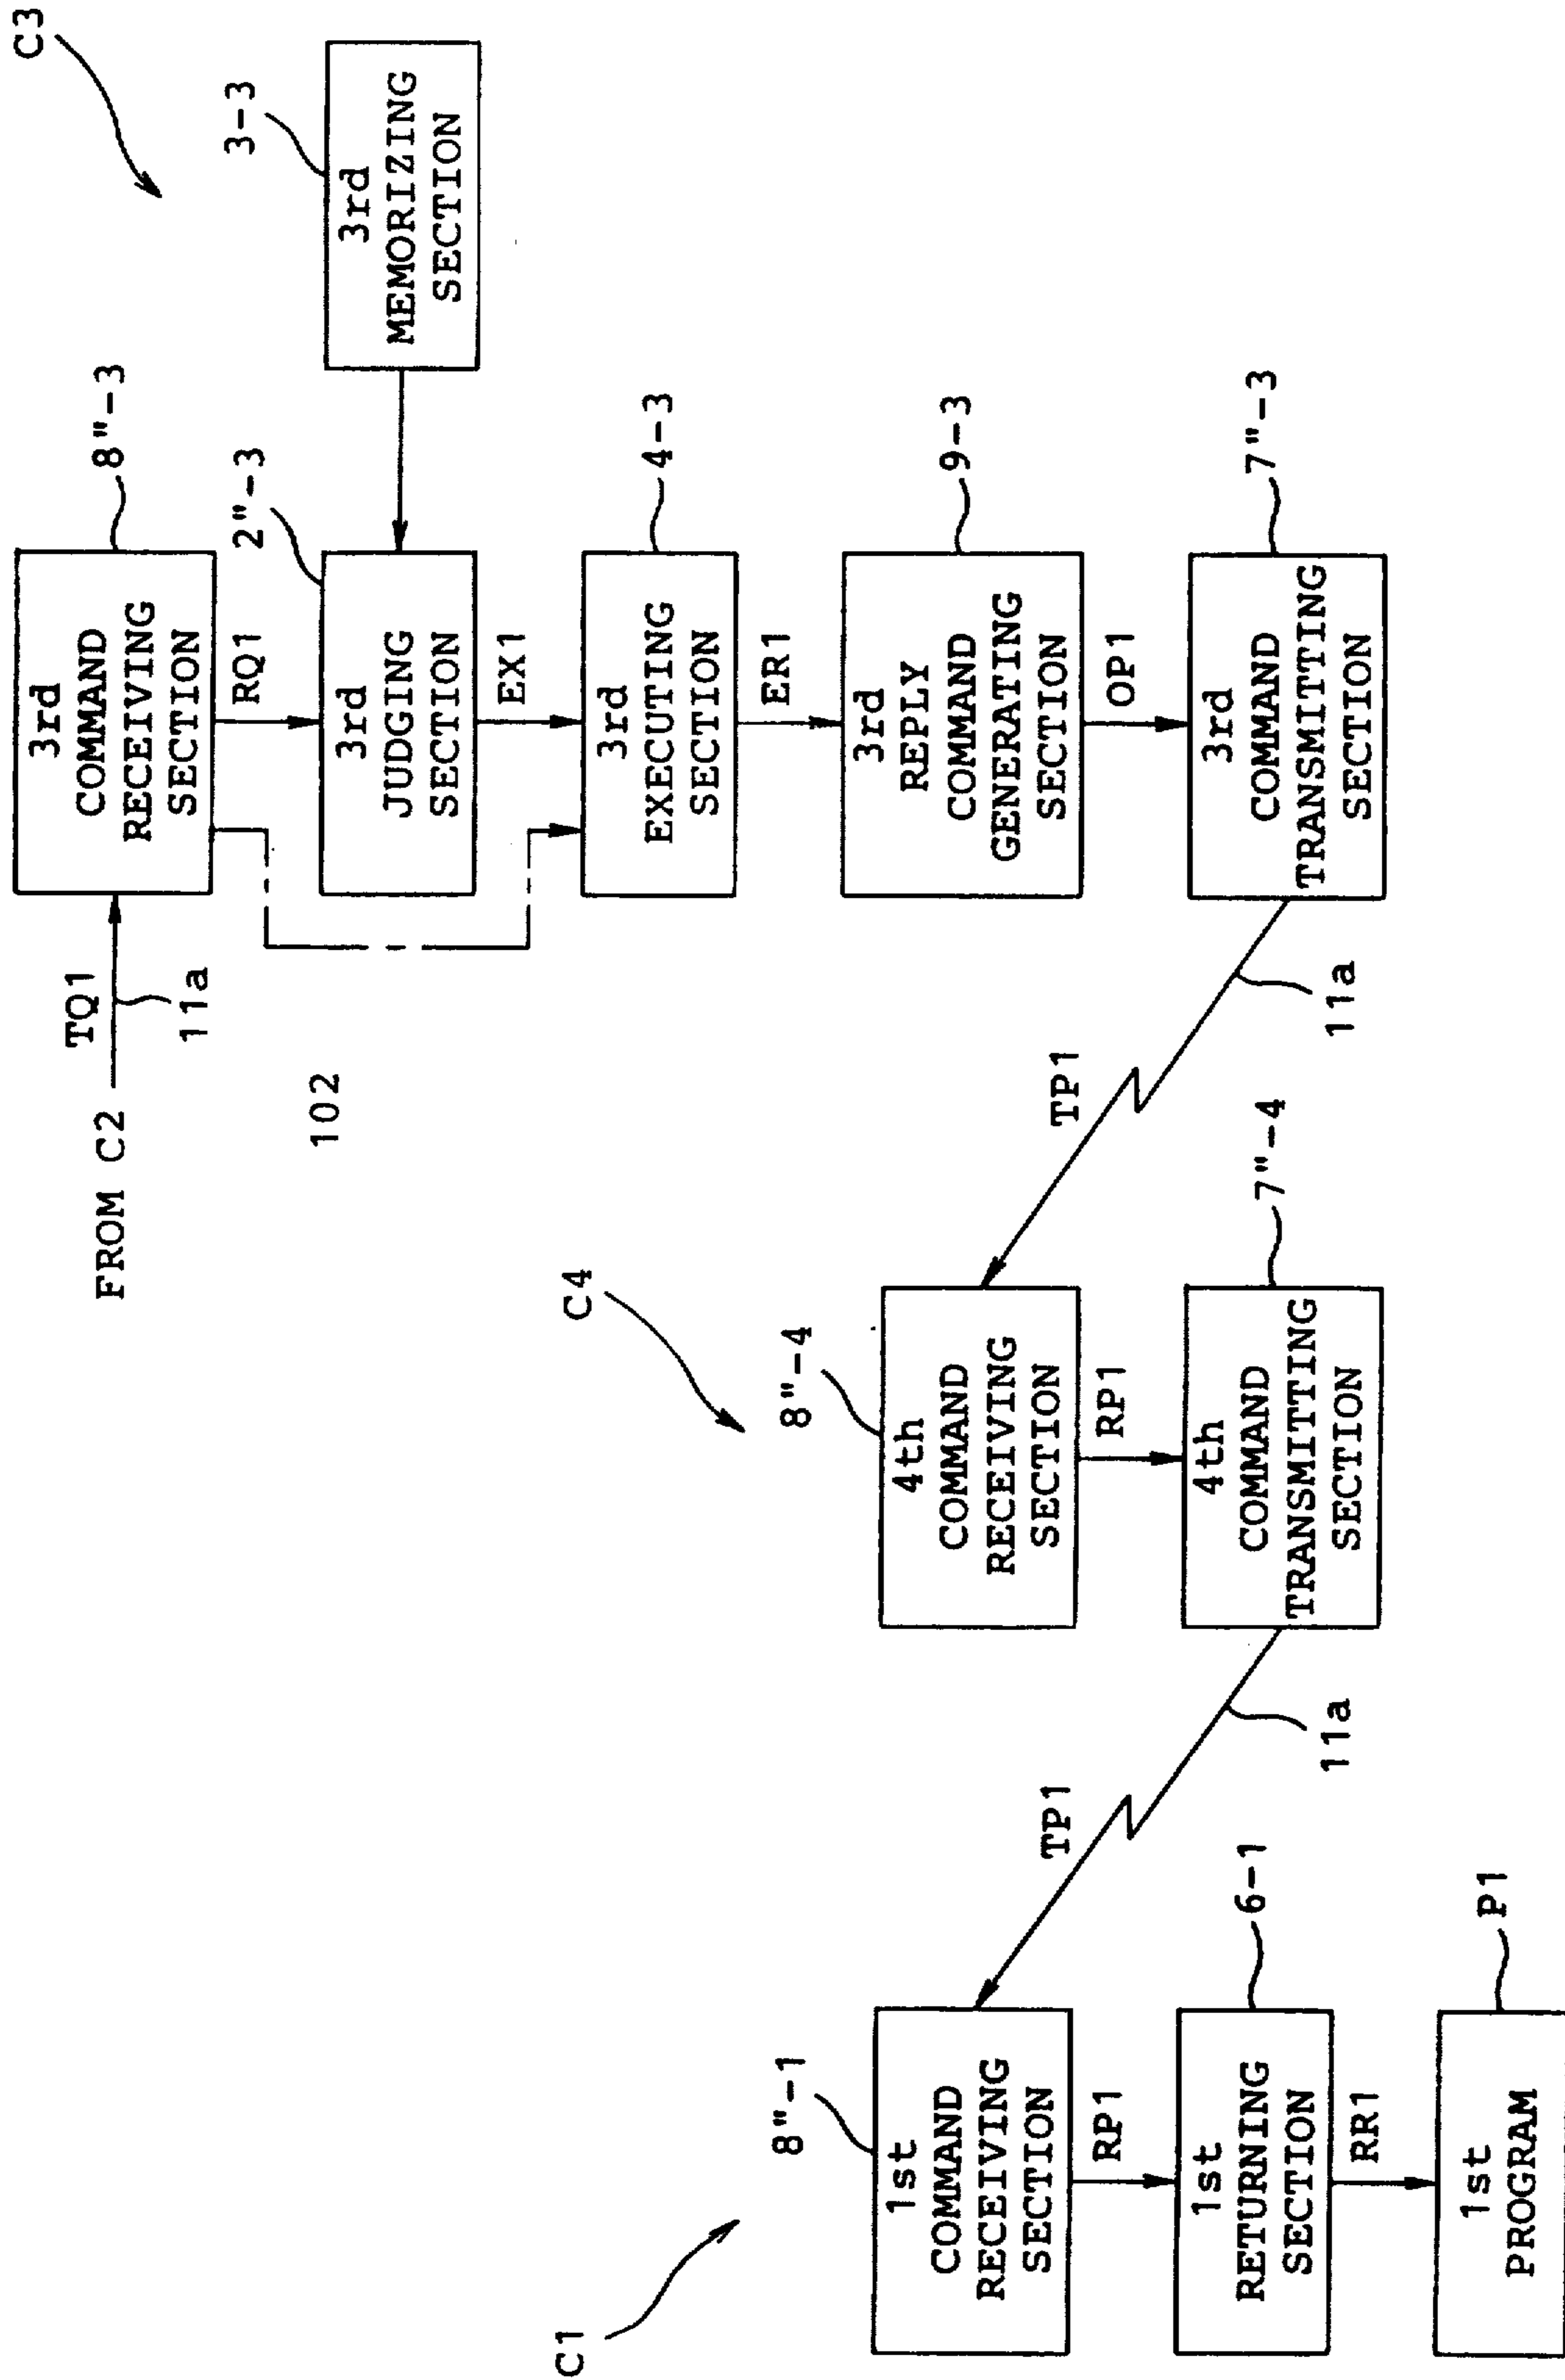 C3
FROM C2
TQ1
11a
3rd
COMMAND
RECEIVING
SECTION
8"-3
RQ1
102
3rd
JUDGING
SECTION
2"-3
3rd
MEMORIZING
SECTION
3-3
EX1
3rd
EXECUTING
SECTION
4-3
ER1
3rd
REPLY
COMMAND
GENERATING
SECTION
9-3
OP1
3rd
COMMAND
TRANSMITTING
SECTION
7"-3
11a
TP1
C4
4th
COMMAND
RECEIVING
SECTION
8"-4
RP1
4th
COMMAND
TRANSMITTING
SECTION
7"-4
11a
TP1
C1
1st
COMMAND
RECEIVING
SECTION
8"-1
RP1
1st
RETURNING
SECTION
6-1
RR1
1st
PROGRAM
P1